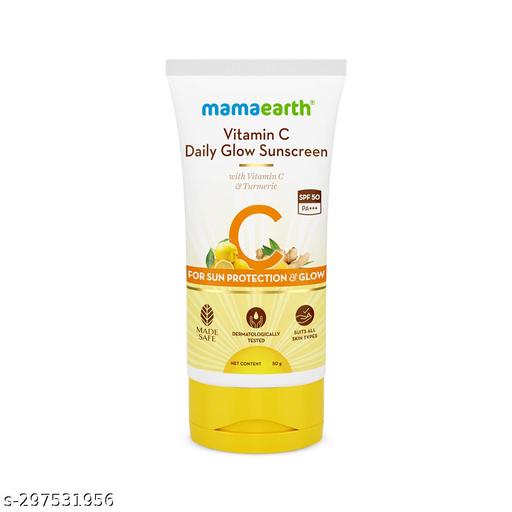 mamaearth®
Vitamin C
Daily Glow Sunscreen
with Vitamin C
& Turmeric
SPF 50
PA+++
C
FOR SUN PROTECTION & GLOW
MADE
SAFE
DERMATOLOGICALLY
TESTED
SUITS ALL
SKIN TYPES
NET CONTENT 50 g
s-297531956